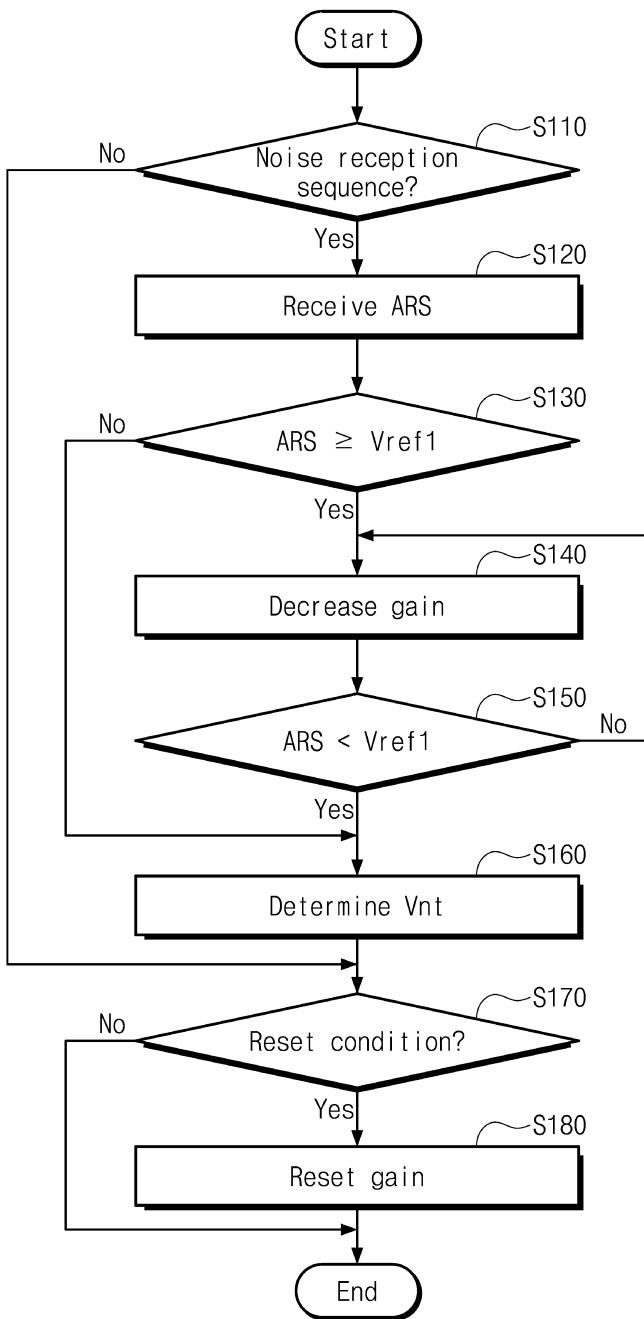 Start
S110
No
Noise reception
sequence?
Yes
S120
Receive ARS
S130
No
ARS ≥ Vref1
Yes
S140
Decrease gain
S150
ARS < Vref1
No
Yes
S160
Determine Vnt
S170
No
Reset condition?
Yes
S180
Reset gain
End